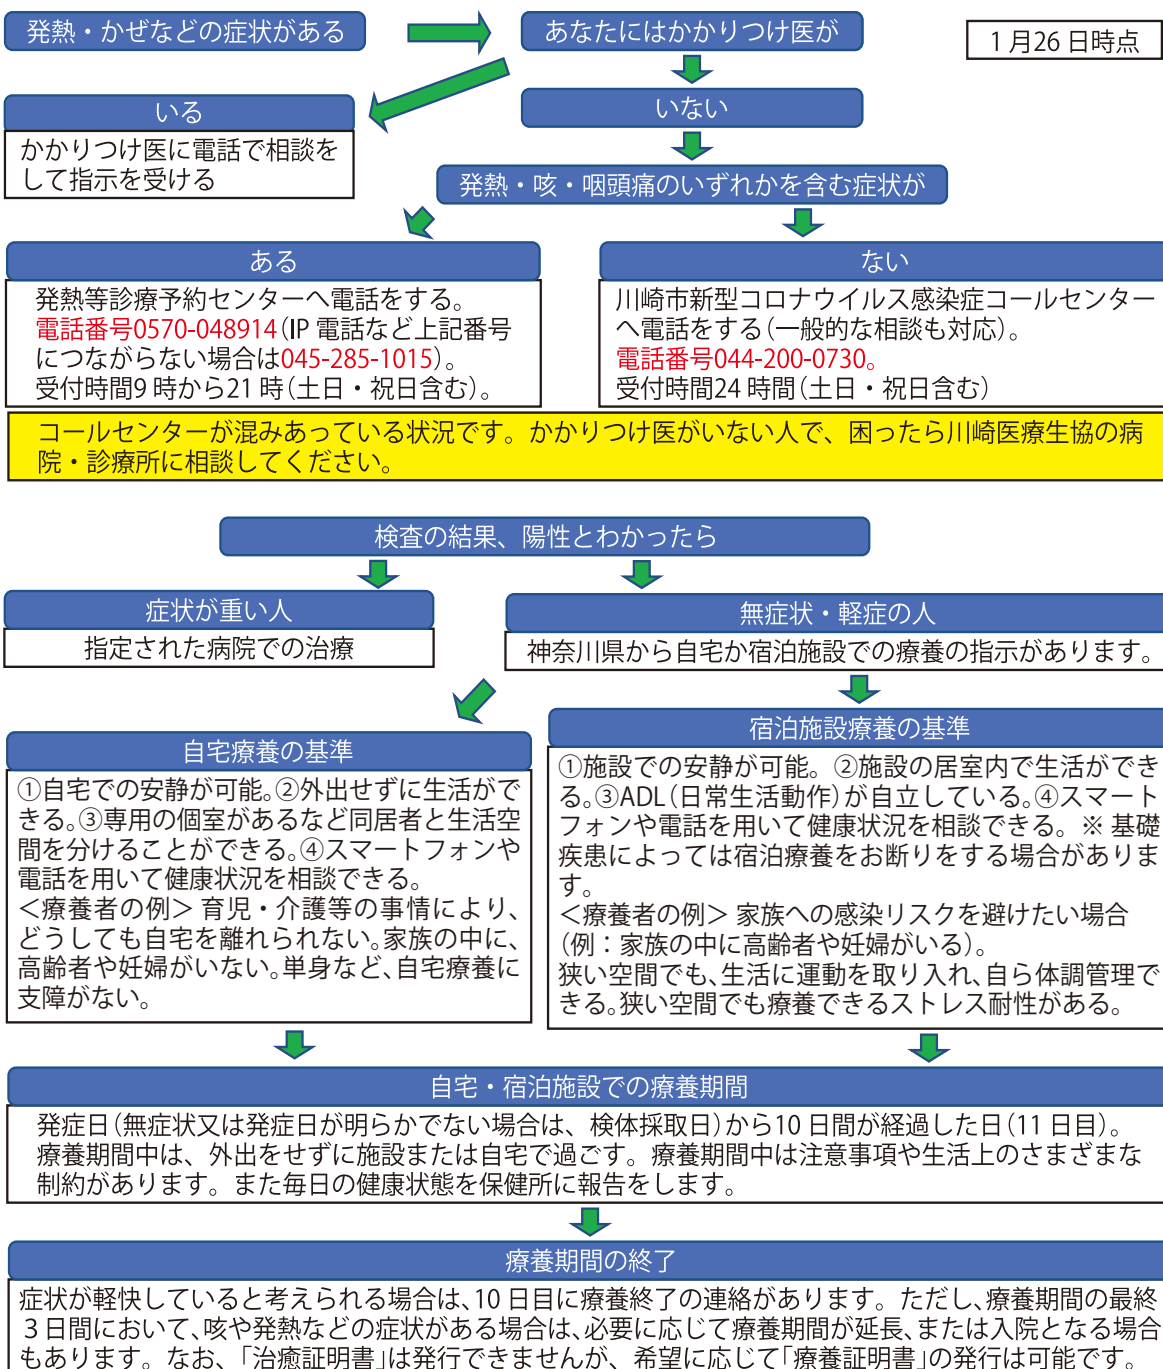 発熱・かぜなどの症状がある
あなたにはかかりつけ医が
1月26日時点
いる
かかりつけ医に電話で相談を
して指示を受ける
いない
発熱・咳・咽頭痛のいずれかを含む症状が
ある
発熱等診療予約センターへ電話をする。
電話番号0570-048914（IP電話など上記番号
につながらない場合は045-285-1015）。
受付時間9時から21時（土日・祝日含む）。
ない
川崎市新型コロナウイルス感染症コールセンター
へ電話をする（一般的な相談も対応）。
電話番号044-200-0730。
受付時間24時間（土日・祝日含む）
コールセンターが混みあっている状況です。かかりつけ医がいない人で、困ったら川崎医療生協の病
院・診療所に相談してください。
検査の結果、陽性とわかったら
症状が重い人
指定された病院での治療
無症状・軽症の人
神奈川県から自宅か宿泊施設での療養の指示があります。
自宅療養の基準
①自宅での安静が可能。②外出せずに生活がで
きる。③専用の個室があるなど同居者と生活空
間を分けることができる。④スマートフォンや
電話を用いて健康状況を相談できる。
＜療養者の例＞育児・介護等の事情により、
どうしても自宅を離れられない。家族の中に、
高齢者や妊婦がいない。単身など、自宅療養に
支障がない。
宿泊施設療養の基準
①施設での安静が可能。②施設の居室内で生活ができ
る。③ADL（日常生活動作）が自立している。④スマート
フォンや電話を用いて健康状況を相談できる。※ 基礎
疾患によっては宿泊療養をお断りをする場合がありま
す。
＜療養者の例＞家族への感染リスクを避けたい場合
（例：家族の中に高齢者や妊婦がいる）。
狭い空間でも、生活に運動を取り入れ、自ら体調管理で
きる。狭い空間でも療養できるストレス耐性がある。
自宅・宿泊施設での療養期間
発症日（無症状又は発症日が明らかでない場合は、検体採取日）から10日間が経過した日（11日目）。
療養期間中は、外出をせずに施設または自宅で過ごす。療養期間中は注意事項や生活上のさまざまな
制約があります。また毎日の健康状態を保健所に報告をします。
療養期間の終了
症状が軽快していると考えられる場合は、10日目に療養終了の連絡があります。ただし、療養期間の最終
3日間において、咳や発熱などの症状がある場合は、必要に応じて療養期間が延長、または入院となる場合
もあります。なお、「治癒証明書」は発行できませんが、希望に応じて「療養証明書」の発行は可能です。